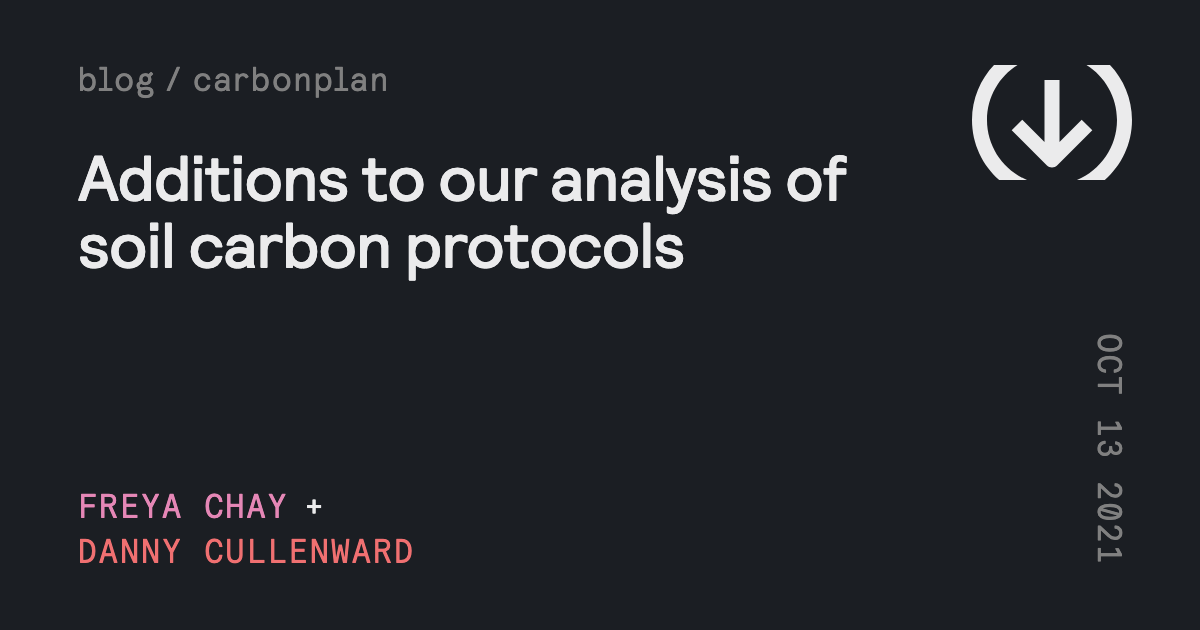 blog / carbonplan
Additions to our analysis of
soil carbon protocols
OCT 13 2021
FREYA CHAY +
DANNY CULLENWARD